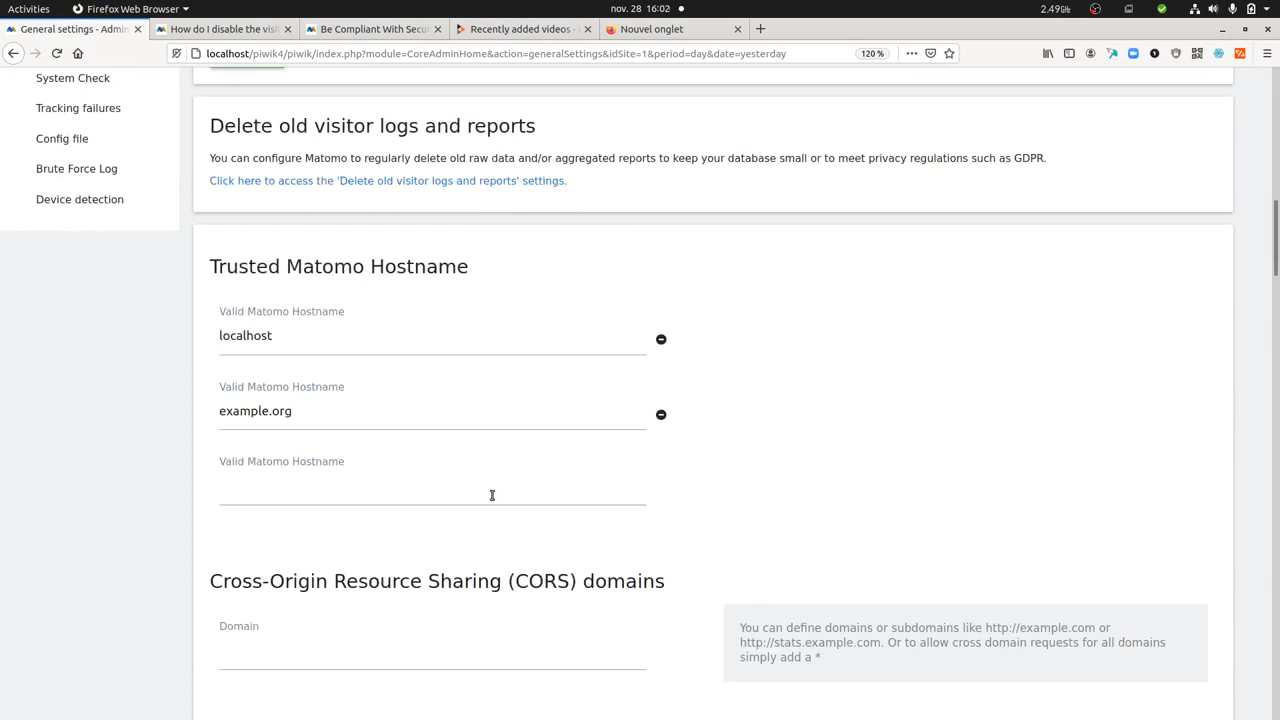 Activities Firefox Web Browser nov. 28 16:02 2.49
General settings - Admin How do I disable the visi Be Compliant With Secu Recently added videos - Nouvel onglet
localhost/piwik4/piwik/index.php?module=CoreAdminHome&action=generalSettings&idSite=1&period=day&date=yesterday 120 %
System Check
Tracking failures
Config file
Brute Force Log
Device detection
Delete old visitor logs and reports
You can configure Matomo to regularly delete old raw data and/or aggregated reports to keep your database small or to meet privacy regulations such as GDPR.
Click here to access the 'Delete old visitor logs and reports' settings.
Trusted Matomo Hostname
Valid Matomo Hostname
localhost
Valid Matomo Hostname
example.org
Valid Matomo Hostname
Cross-Origin Resource Sharing (CORS) domains
Domain
You can define domains or subdomains like http://example.com or
http://stats.example.com. Or to allow cross domain requests for all domains
simply add a *